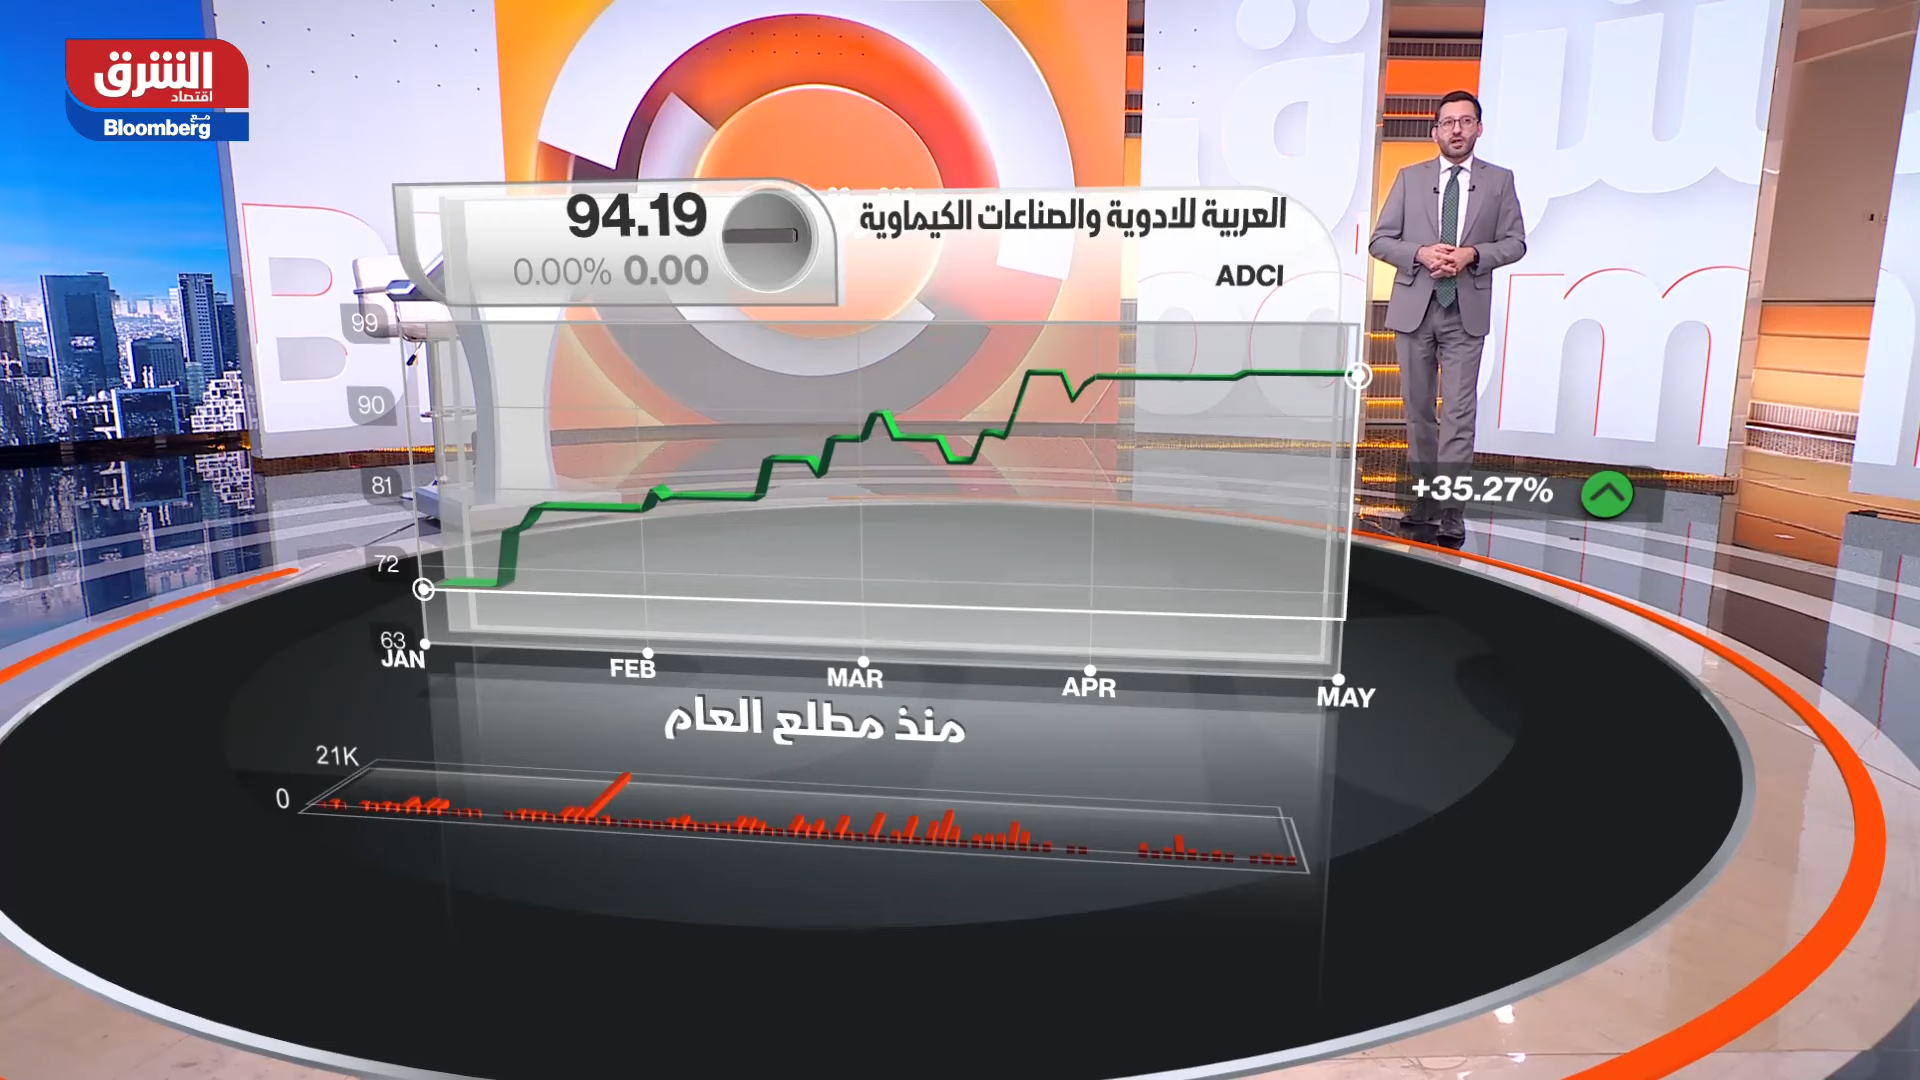 الشرق
اقتصاد
مع
Bloomberg
العربية للادوية والصناعات الكيماوية
ADCI
94.19
0.00% 0.00
99
90
81
72
63
JAN
FEB
MAR
APR
MAY
+35.27%
منذ مطلع العام
21K
0